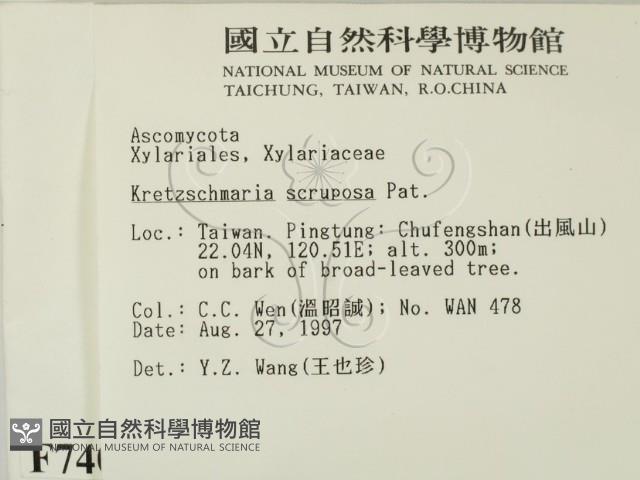 國立自然科學博物館
NATIONAL MUSEUM OF NATURAL SCIENCE
TAICHUNG, TAIWAN, R.O.CHINA
Ascomycota
Xylariales, Xylariaceae
Kretzschmaria scruposa Pat.
Loc.: Taiwan. Pingtung: Chufengshan(出風山)
22.04N, 120.51E; alt. 300m;
on bark of broad-leaved tree.
Col.: C.C. Wen(溫昭誠); No. WAN 478
Date: Aug. 27, 1997
Det.: Y.Z. Wang(王也珍)
國立自然科學博物館
NATIONAL MUSEUM OF NATURAL SCIENCE